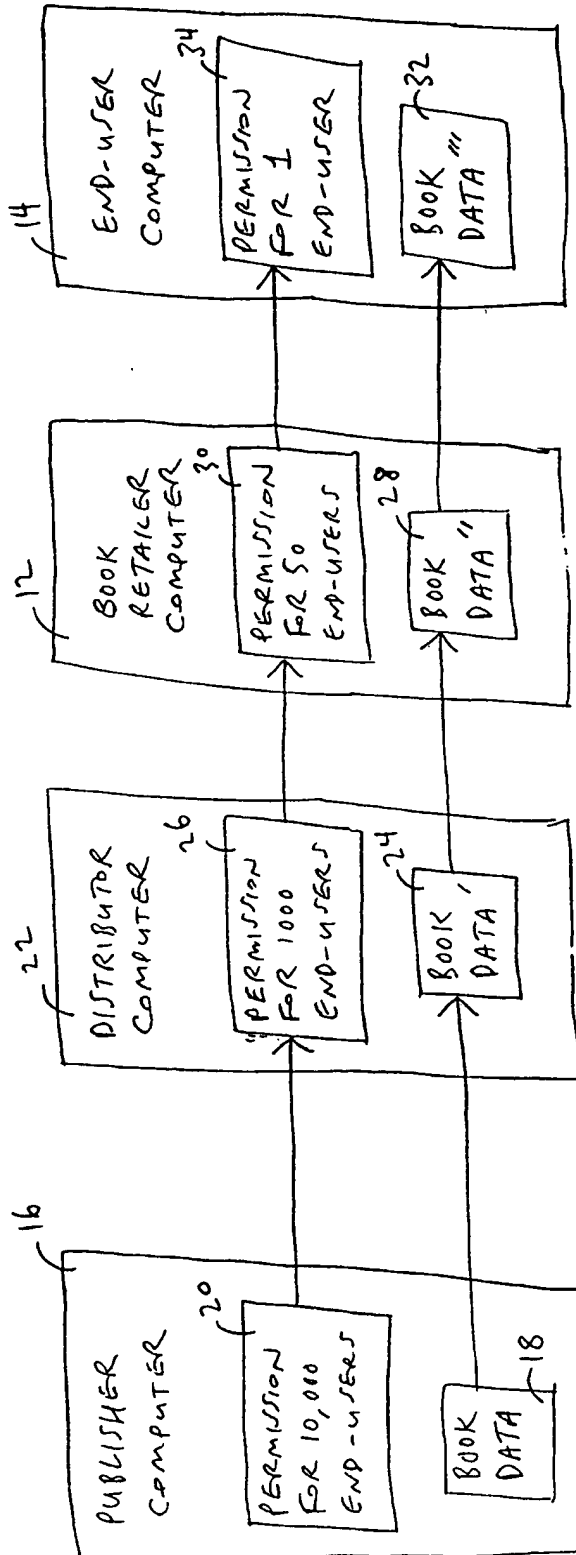 16
PUBLISHER
COMPUTER
20
PERMISSION
FOR 10,000
END-USERS
BOOK
DATA
18
22
DISTRIBUTOR
COMPUTER
26
"PERMISSION
FOR 1000
END-USERS
24
BOOK
DATA'
12
BOOK
RETAILER
COMPUTER
30
PERMISSION
FOR 50
END-USERS
28
BOOK
DATA"
14
END-USER
COMPUTER
34
PERMISSION
FOR 1
END-USER
BOOK
DATA"'
32